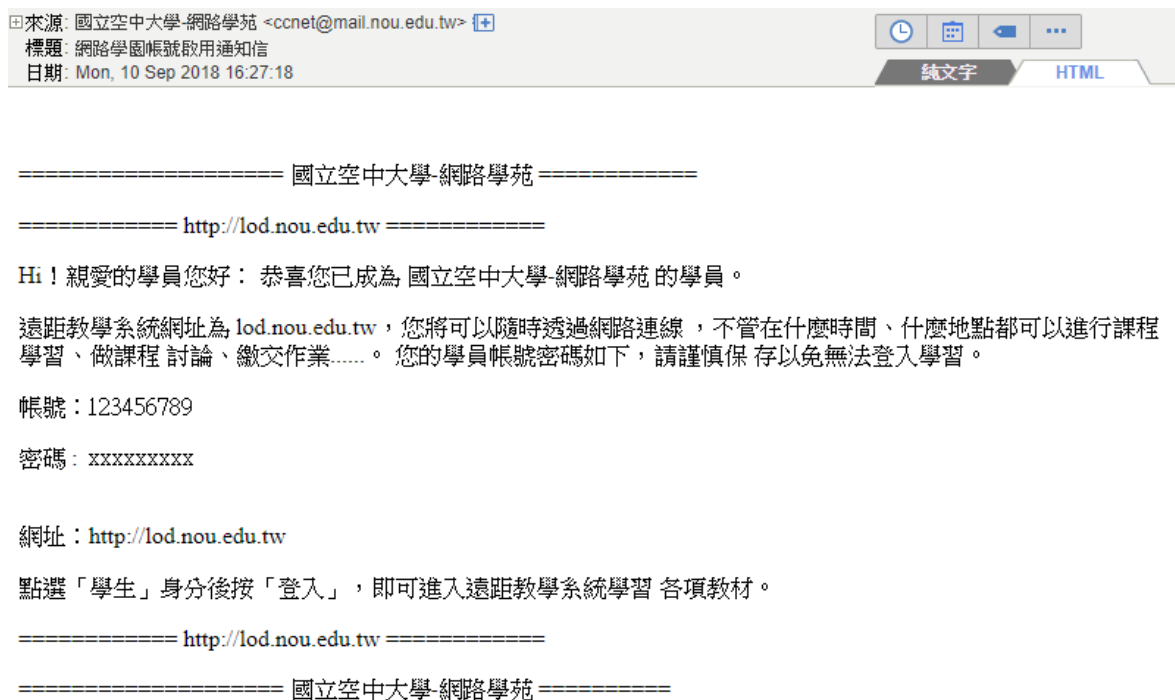 來源: 國立空中大學-網路學苑 <ccnet@mail.nou.edu.tw>
標題: 網路學園帳號啟用通知信
日期: Mon, 10 Sep 2018 16:27:18
純文字 HTML
==================== 國立空中大學-網路學苑 ============
============ http://lod.nou.edu.tw ============
Hi！親愛的學員您好： 恭喜您已成為 國立空中大學-網路學苑 的學員。
遠距教學系統網址為 lod.nou.edu.tw，您將可以隨時透過網路連線 ，不管在什麼時間、什麼地點都可以進行課程
學習、做課程 討論、繳交作業......。 您的學員帳號密碼如下，請謹慎保 存以免無法登入學習。
帳號：123456789
密碼 : xxxxxxxxx
網址：http://lod.nou.edu.tw
點選「學生」身分後按「登入」，即可進入遠距教學系統學習 各項教材。
============ http://lod.nou.edu.tw ============
==================== 國立空中大學-網路學苑 ==========